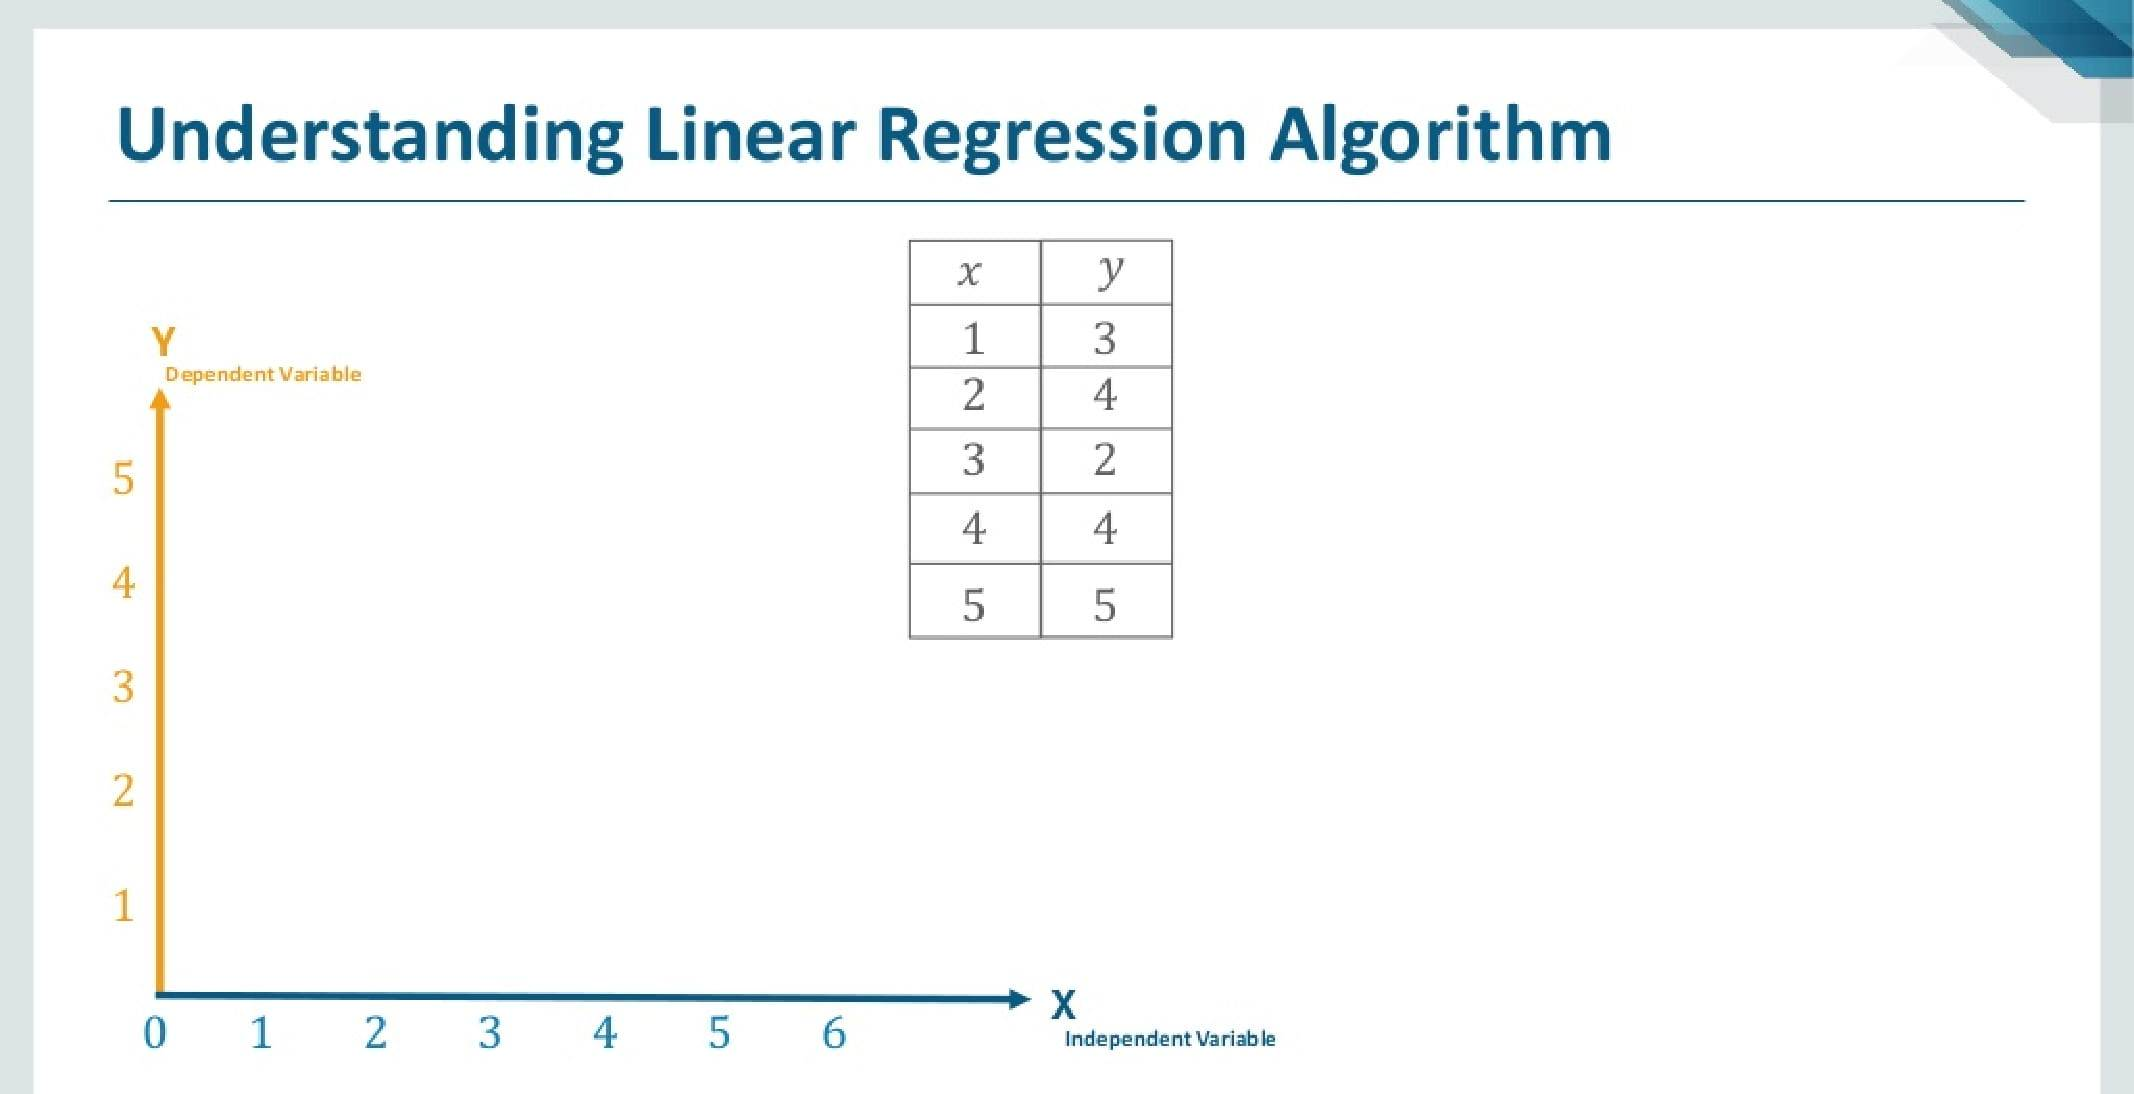 Understanding Linear Regression Algorithm
x y
1 3
2 4
3 2
4 4
5 5
Y
Dependent Variable
5
4
3
2
1
0 1 2 3 4 5 6
X
Independent Variable